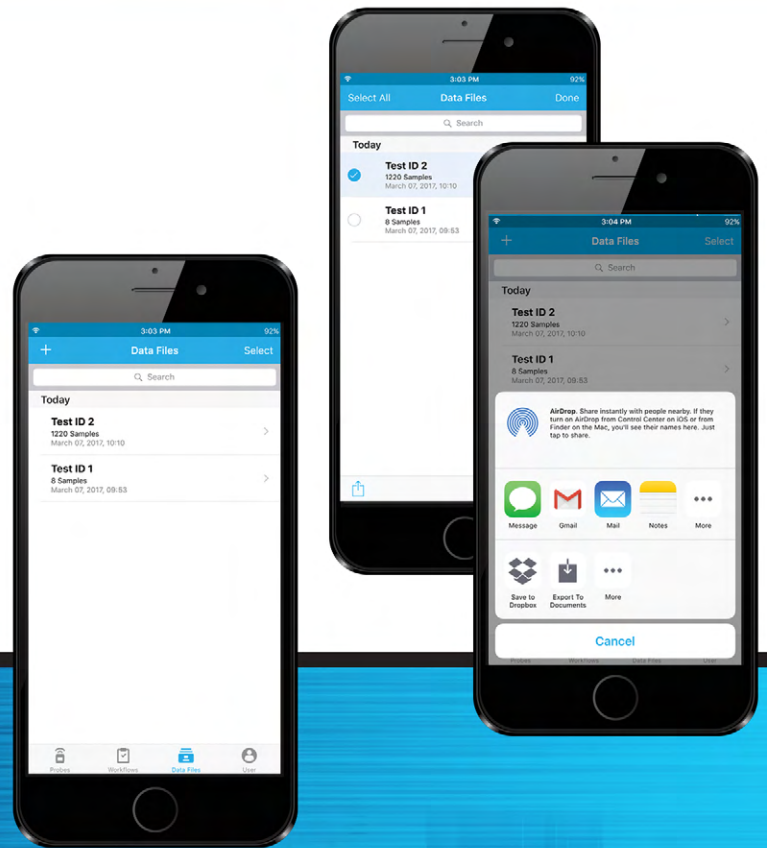 3:03 PM
92%
Select All
Data Files
Done
Search
Today
Test ID 2
1220 Samples
March 07, 2017, 10:10
Test ID 1
8 Samples
March 07, 2017, 09:53
3:04 PM
92%
+
Data Files
Select
Search
Today
Test ID 2
1220 Samples
March 07, 2017, 10:10
Test ID 1
8 Samples
March 07, 2017, 09:53
AirDrop. Share instantly with people nearby. If they
turn on AirDrop from Control Center on iOS or from
Finder on the Mac, you'll see their names here. Just
tap to share.
Message
Gmail
Mail
Notes
More
Save to
Dropbox
Export To
Documents
More
Cancel
Probes
Workflows
Data Files
User
3:03 PM
92%
+
Data Files
Select
Search
Today
Test ID 2
1220 Samples
March 07, 2017, 10:10
Test ID 1
8 Samples
March 07, 2017, 09:53
Probes
Workflows
Data Files
User